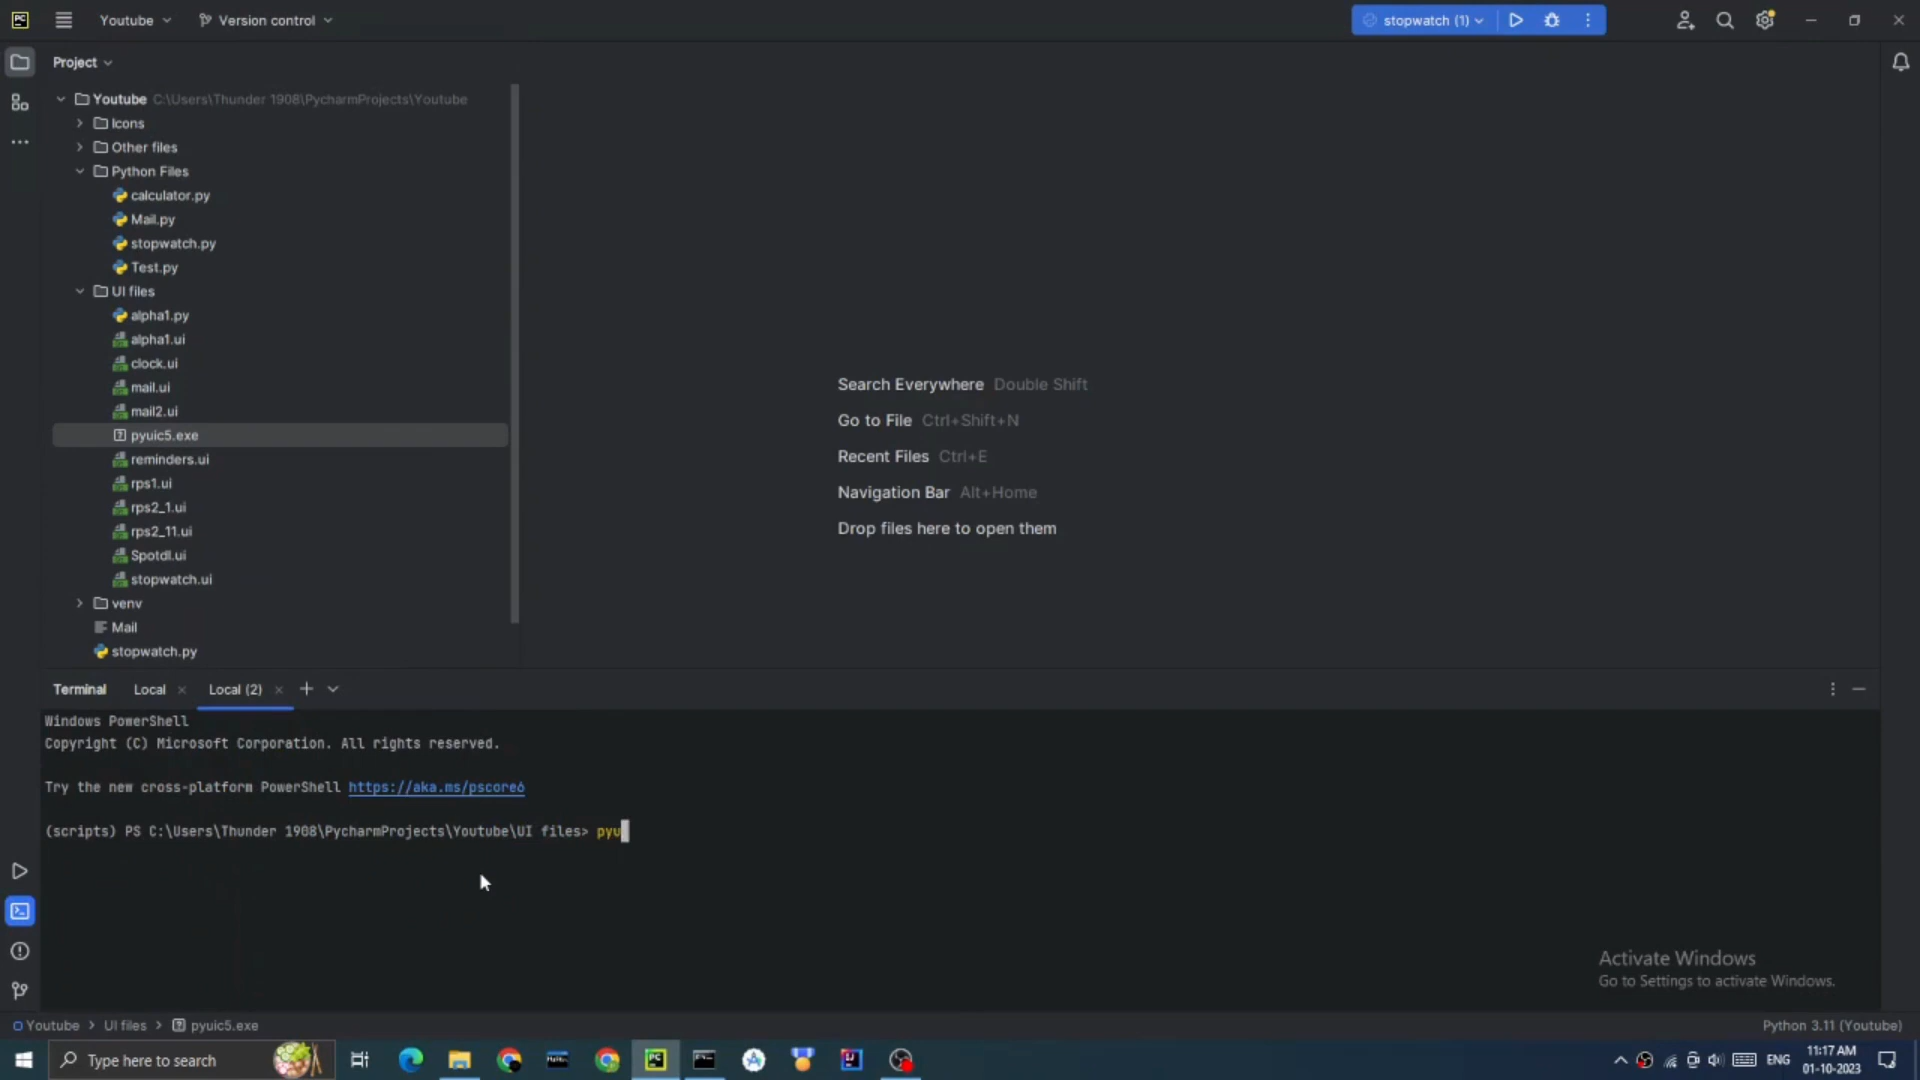 PC Youtube Version control stopwatch (1)
Project
Youtube C:\Users\Thunder 1908\PycharmProjects\Youtube
Icons
Other files
Python Files
calculator.py
Mail.py
stopwatch.py
Test.py
UI files
alpha1.py
alpha1.ui
clock.ui
mail.ui
mail2.ui
pyuic5.exe
reminders.ui
rps1.ui
rps2_1.ui
rps2_11.ui
Spotdl.ui
stopwatch.ui
venv
Mail
stopwatch.py
Search Everywhere Double Shift
Go to File Ctrl+Shift+N
Recent Files Ctrl+E
Navigation Bar Alt+Home
Drop files here to open them
Terminal Local Local (2)
Windows PowerShell
Copyright (C) Microsoft Corporation. All rights reserved.
Try the new cross-platform PowerShell https://aka.ms/pscore6
(scripts) PS C:\Users\Thunder 1908\PycharmProjects\Youtube\UI files> pyu
Activate Windows
Go to Settings to activate Windows.
Youtube > UI files > pyuic5.exe Python 3.11 (Youtube)
Type here to search PC ENG 11:17 AM
01-10-2023